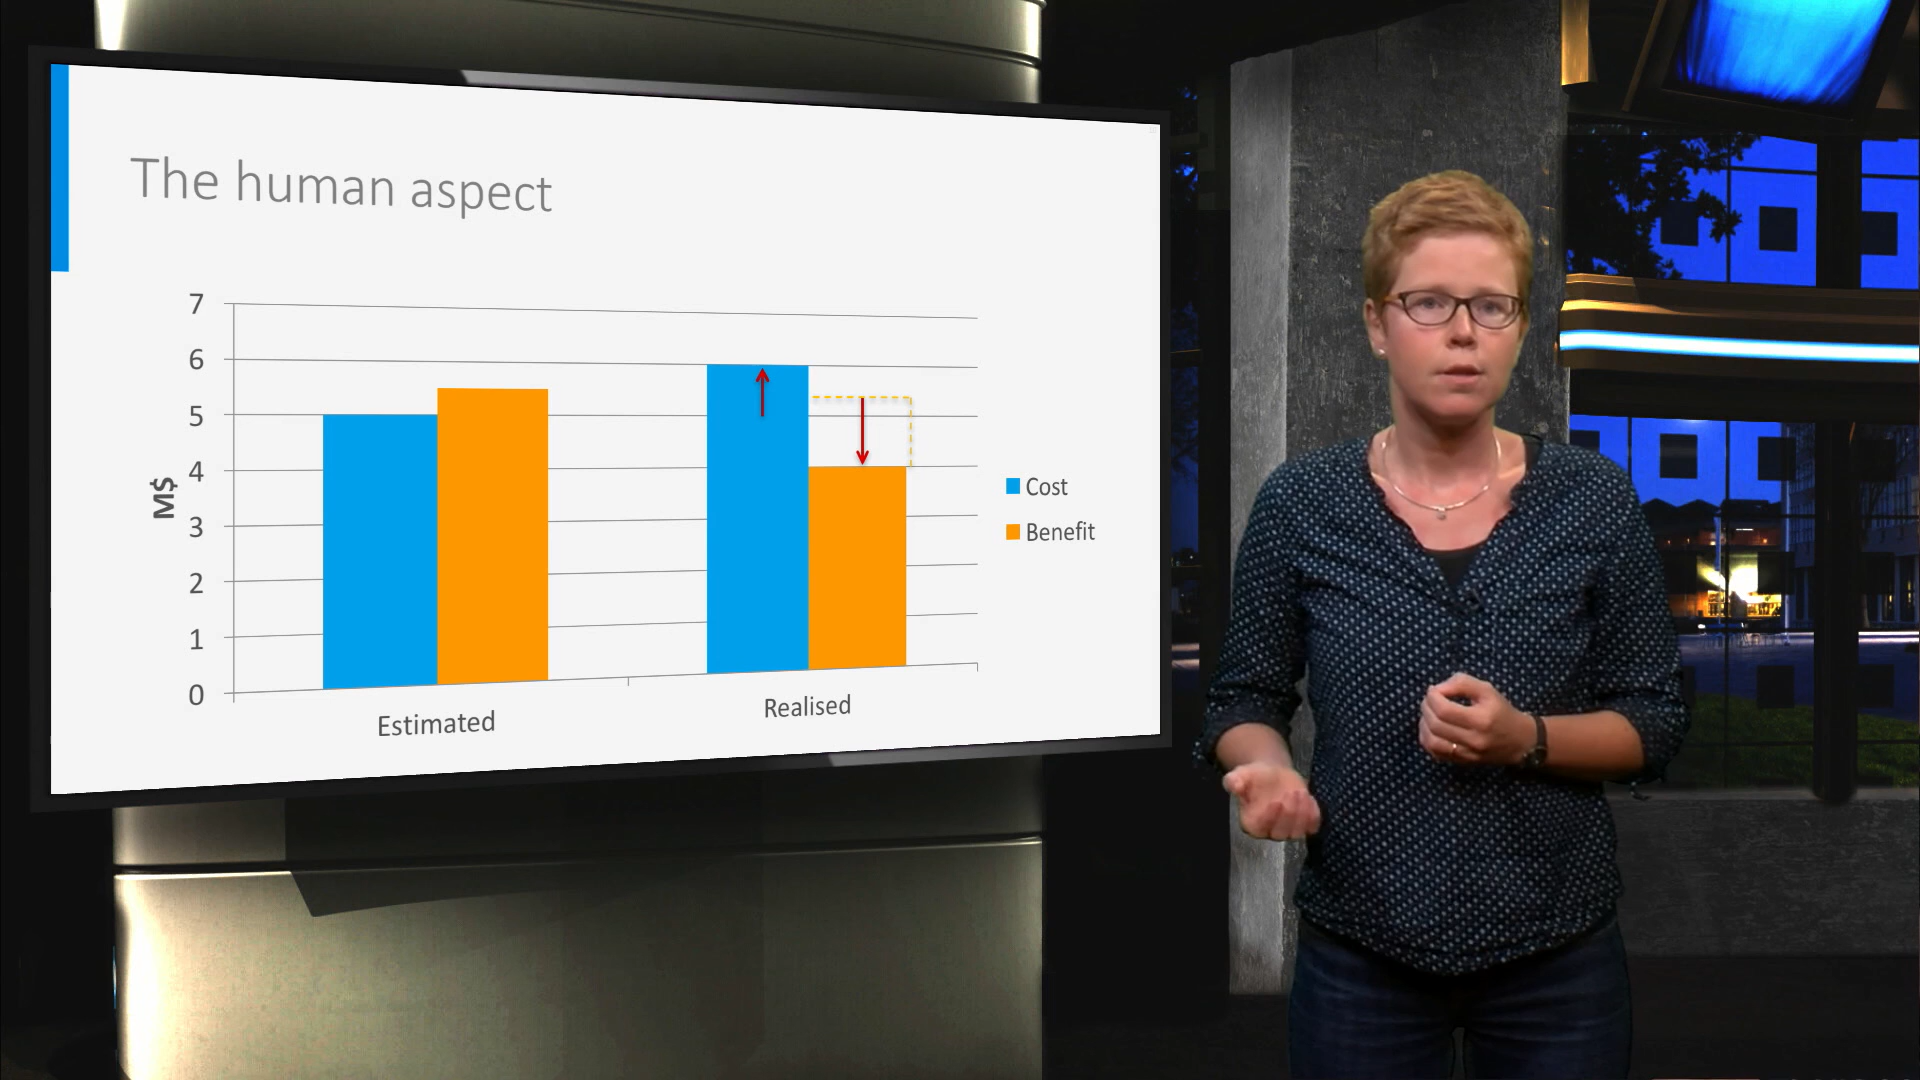 The human aspect
7
6
5
4
3
2
1
0
M$
Estimated
Realised
Cost
Benefit